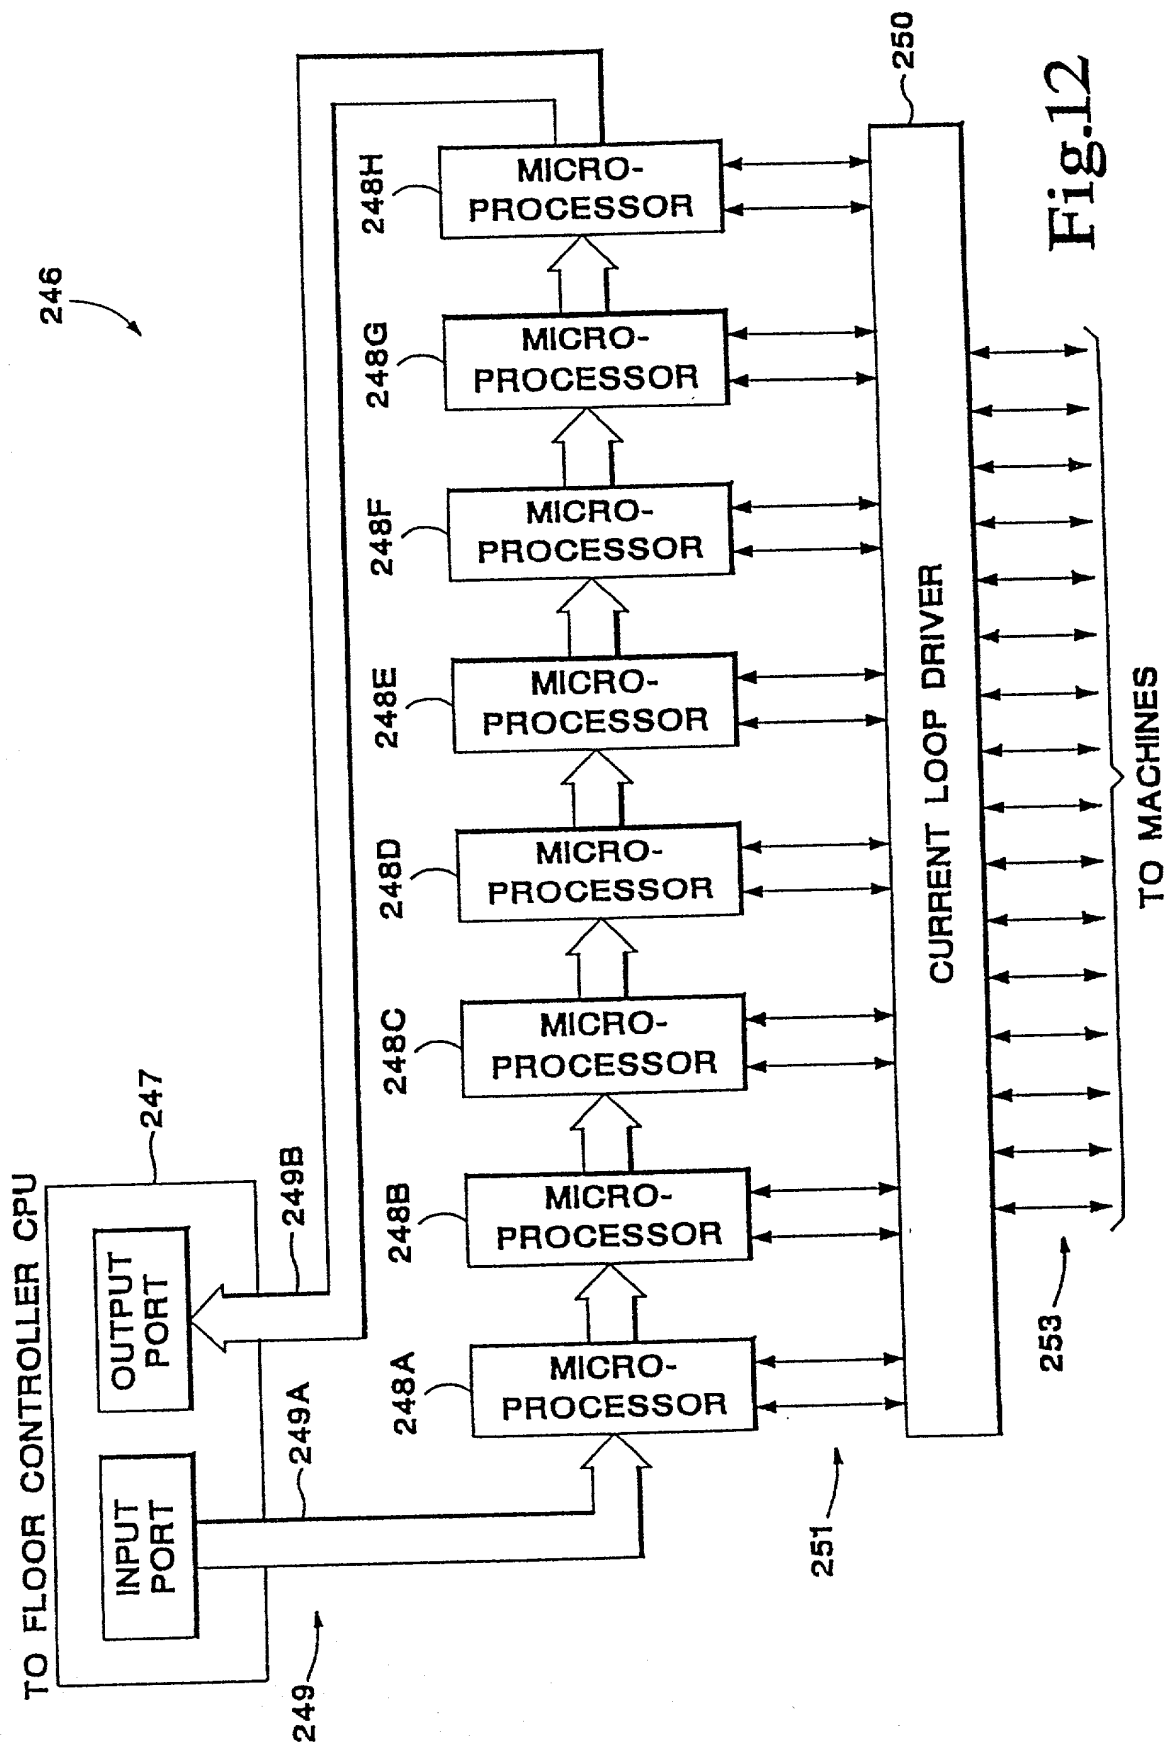 TO FLOOR CONTROLLER CPU
247
INPUT
PORT
OUTPUT
PORT
246
249
249A
249B
248A
248B
248C
248D
248E
248F
248G
248H
MICRO-
PROCESSOR
MICRO-
PROCESSOR
MICRO-
PROCESSOR
MICRO-
PROCESSOR
MICRO-
PROCESSOR
MICRO-
PROCESSOR
MICRO-
PROCESSOR
MICRO-
PROCESSOR
251
CURRENT LOOP DRIVER
250
253
TO MACHINES
Fig.12